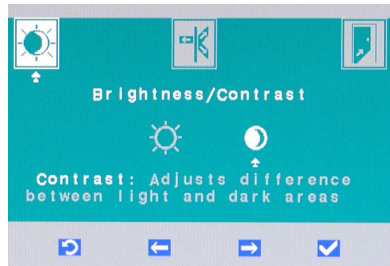 Brightness/Contrast
Contrast: Adjusts difference
between light and dark areas